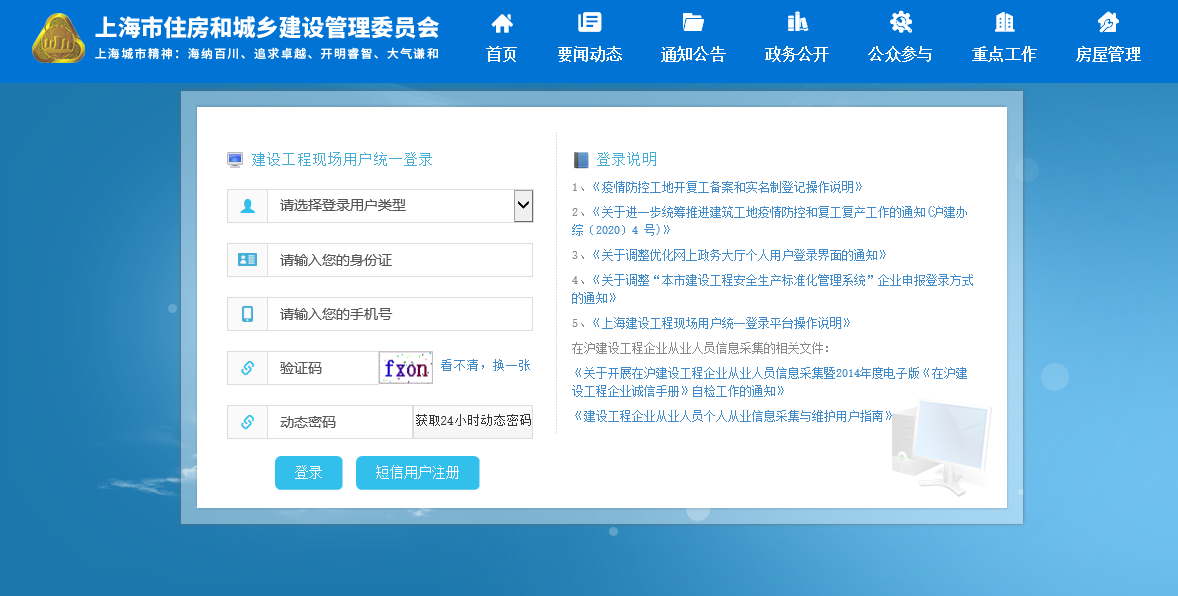 上海市住房和城乡建设管理委员会
上海城市精神：海纳百川、追求卓越、开明睿智、大气谦和
首页
要闻动态
通知公告
政务公开
公众参与
重点工作
房屋管理
建设工程现场用户统一登录
请选择登录用户类型
请输入您的身份证
请输入您的手机号
验证码
fxon
看不清，换一张
动态密码
获取24小时动态密码
登录
短信用户注册
登录说明
1、《疫情防控工地开复工备案和实名制登记操作说明》
2、《关于进一步统筹推进建筑工地疫情防控和复工复产工作的通知(沪建办
综〔2020〕4 号)》
3、《关于调整优化网上政务大厅个人用户登录界面的通知》
4、《关于调整“本市建设工程安全生产标准化管理系统”企业申报登录方式
的通知》
5、《上海建设工程现场用户统一登录平台操作说明》
在沪建设工程企业从业人员信息采集的相关文件：
《关于开展在沪建设工程企业从业人员信息采集暨2014年度电子版《在沪建
设工程企业诚信手册》自检工作的通知》
《建设工程企业从业人员个人从业信息采集与维护用户指南》